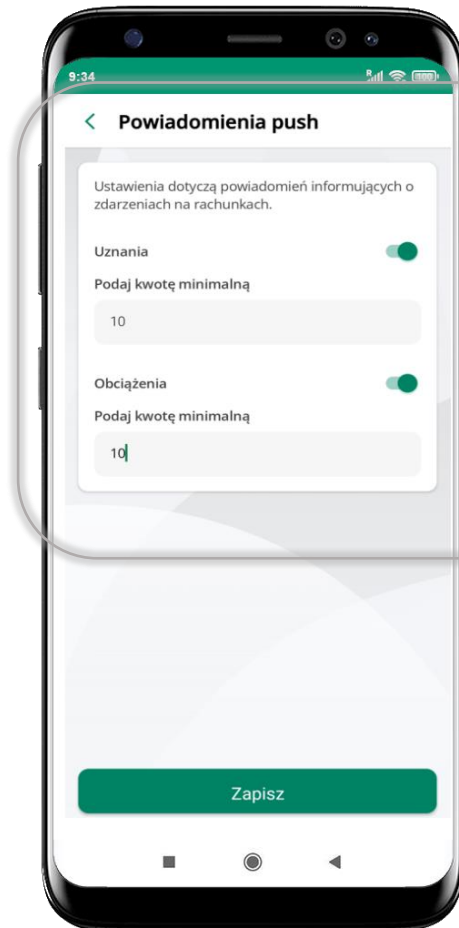 9:34
R
100
Powiadomienia push
Ustawienia dotyczą powiadomień informujących o
zdarzeniach na rachunkach.
Uznania
Podaj kwotę minimalną
10
Obciążenia
Podaj kwotę minimalną
10
Zapisz